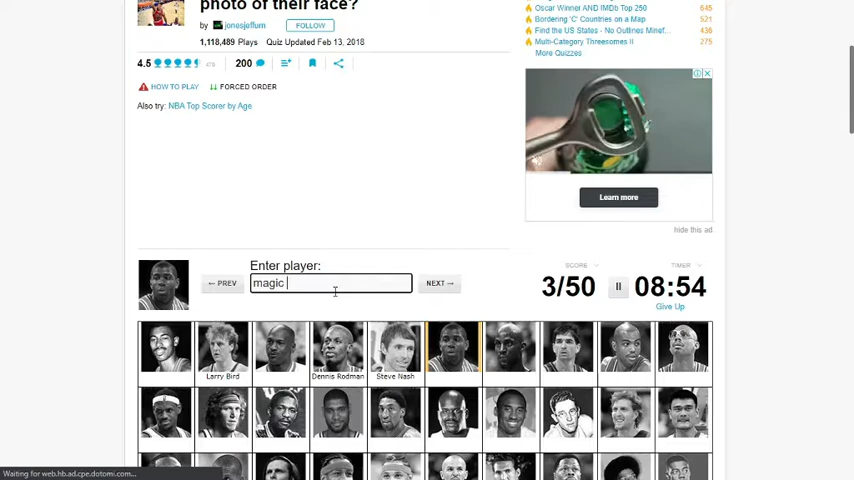 photo of their face?
by jonesjeffum FOLLOW
1,118,489 Plays Quiz Updated Feb 13, 2018
4.5 200
HOW TO PLAY FORCED ORDER
Also try: NBA Top Scorer by Age
Oscar Winner AND IMDb Top 250 645
Bordering 'C' Countries on a Map 521
Find the US States - No Outlines Minef... 436
Multi-Category Threesomes II 275
More Quizzes
Learn more
hide this ad
Enter player:
← PREV magic NEXT →
SCORE TIMER
3/50 08:54
Give Up
Larry Bird Dennis Rodman Steve Nash
Waiting for web.hb.ad.cpe.dotomi.com...